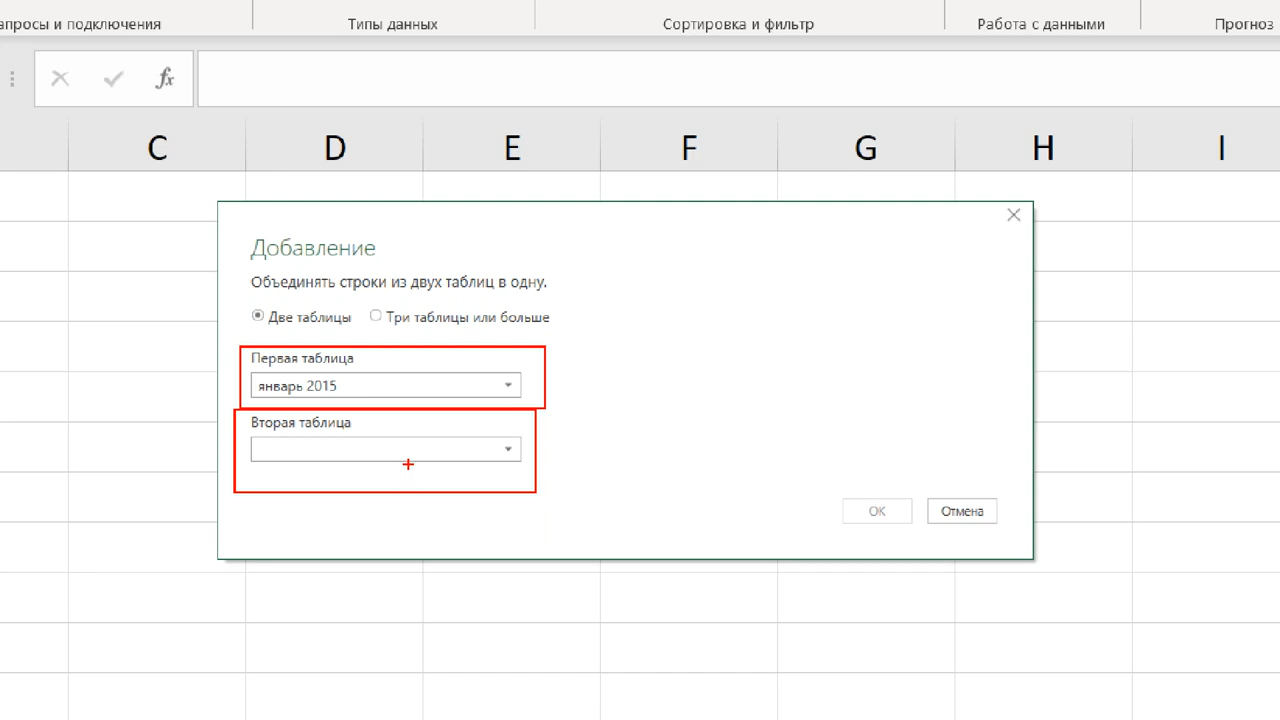 апросы и подключения
Типы данных
Сортировка и фильтр
Работа с данными
Прогноз
fx
C D E F G H I
Добавление
Объединять строки из двух таблиц в одну.
Две таблицы Три таблицы или больше
Первая таблица
январь 2015
Вторая таблица
ОК Отмена